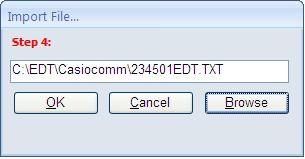 Import File...
Step 4:
C:\EDT\Casiocomm\234501EDT.TXT
OK Cancel Browse